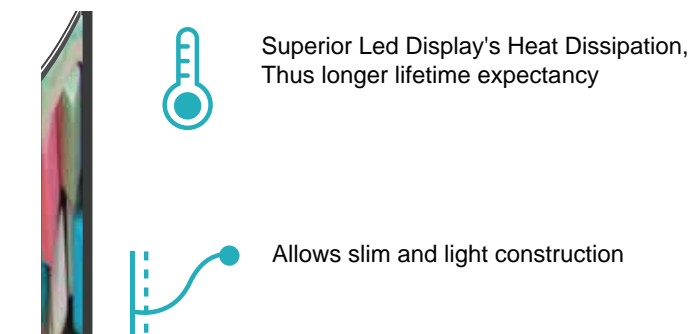 Superior Led Display's Heat Dissipation,
Thus longer lifetime expectancy
Allows slim and light construction